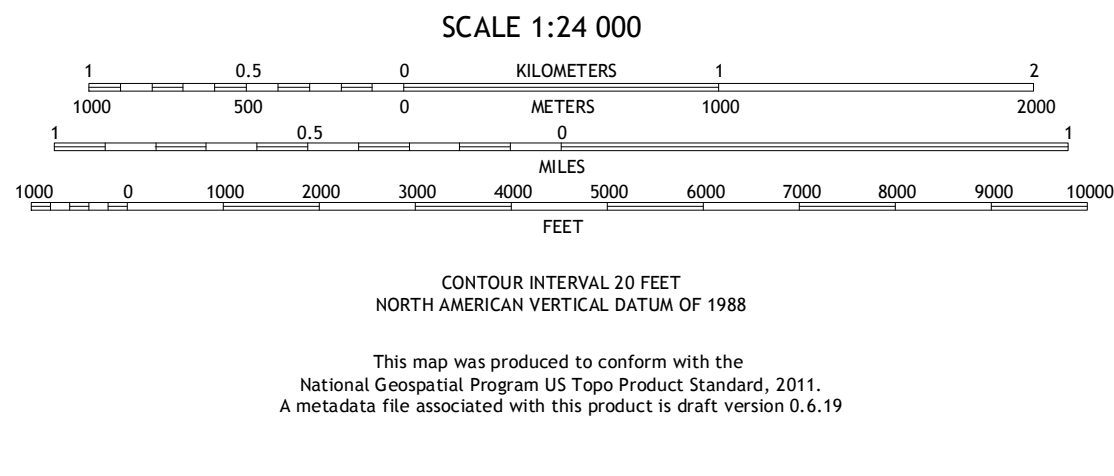 SCALE 1:24 000
1 0.5 0 KILOMETERS 1 2
1000 500 0 METERS 1000 2000
1 0.5 0 1
MILES
1000 0 1000 2000 3000 4000 5000 6000 7000 8000 9000 10000
FEET
CONTOUR INTERVAL 20 FEET
NORTH AMERICAN VERTICAL DATUM OF 1988
This map was produced to conform with the
National Geospatial Program US Topo Product Standard, 2011.
A metadata file associated with this product is draft version 0.6.19